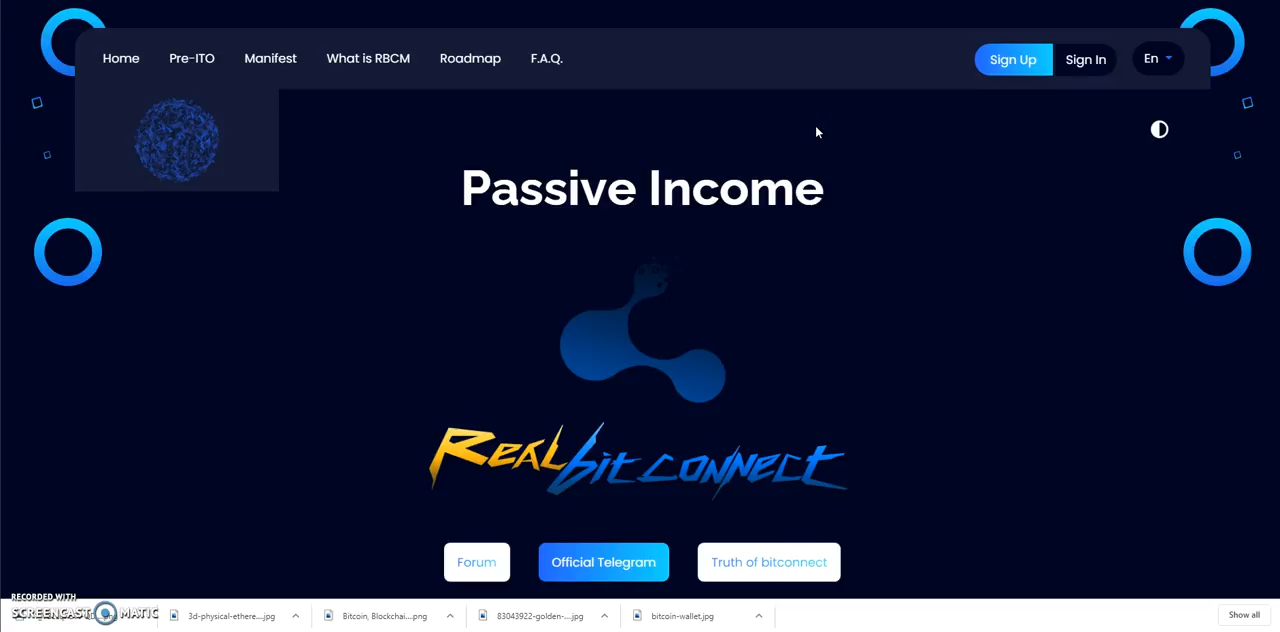 Home Pre-ITO Manifest What is RBCM Roadmap F.A.Q. Sign Up Sign In En
Passive Income
Real bitconnect
Forum Official Telegram Truth of bitconnect
RECORDED WITH
SCREENCAST-O-MATIC
3d-physical-ethere....jpg Bitcoin, Blockchai....png 83043922-golden-....jpg bitcoin-wallet.jpg Show all